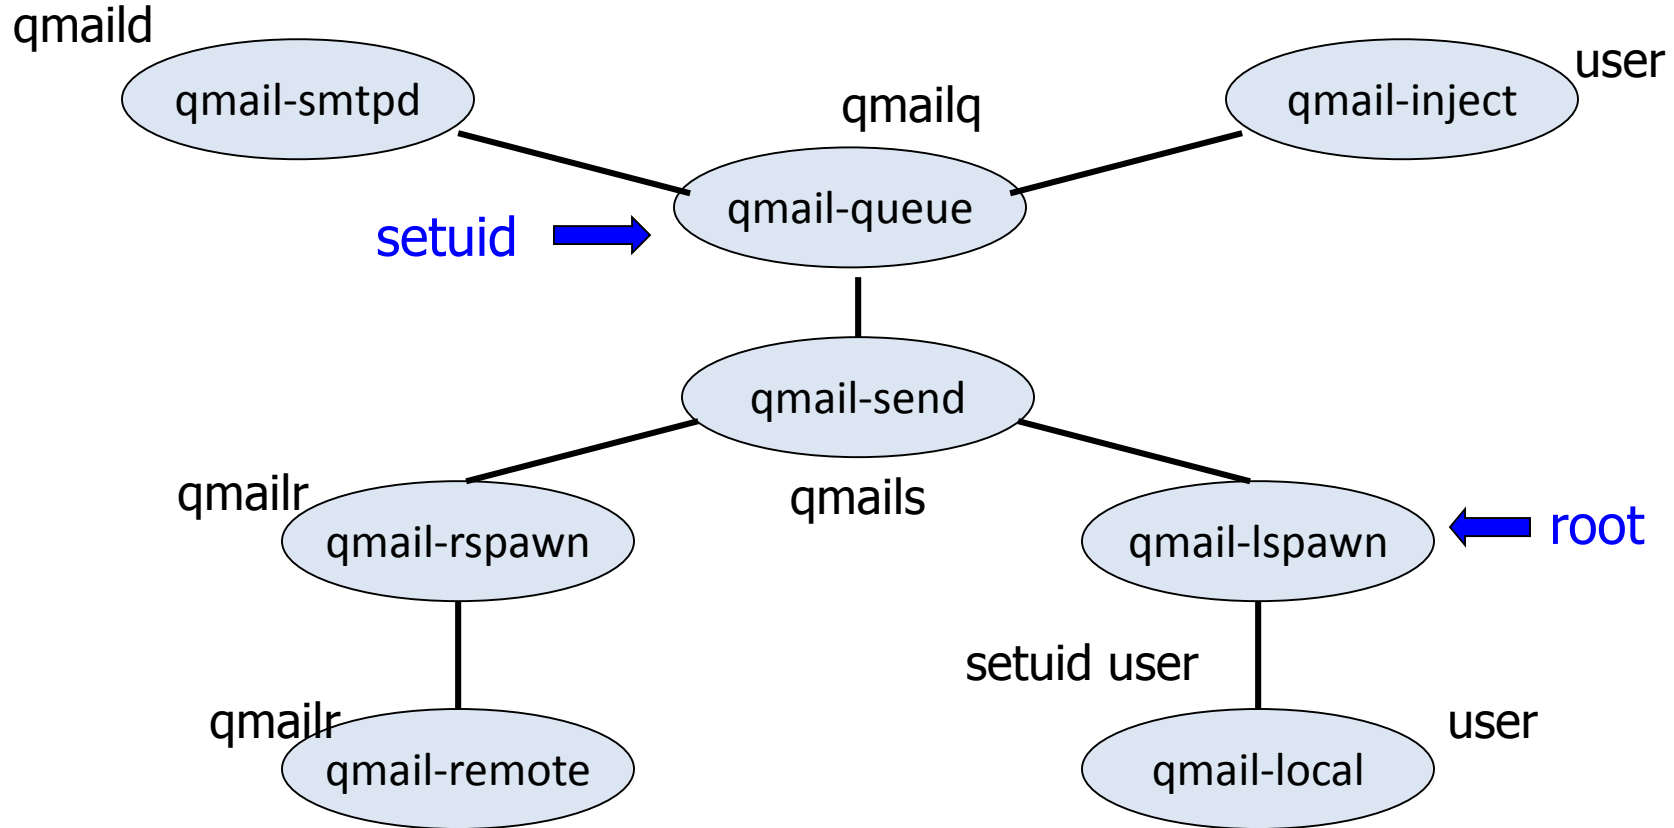 qmaild
qmail-smtpd
user
qmail-inject
qmailq
qmail-queue
setuid
qmail-send
qmails
qmailr
qmail-rspawn
qmail-lspawn
root
setuid user
qmailr
qmail-remote
user
qmail-local